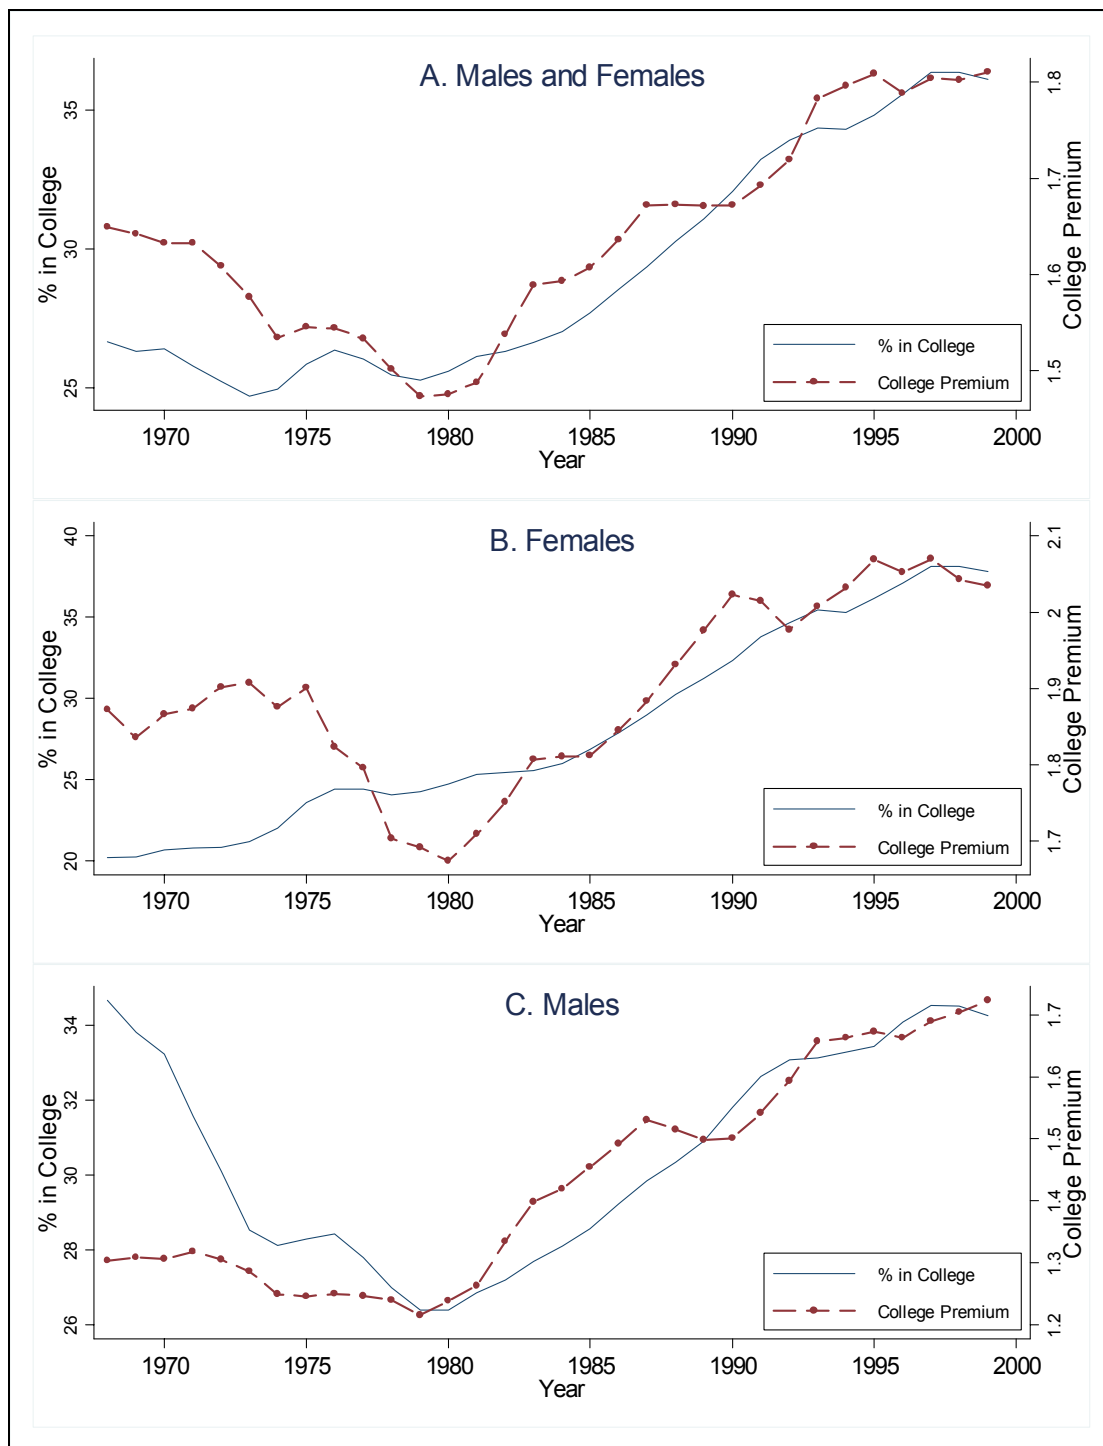 A. Males and Females
% in College
35
30
25
College Premium
1.8
1.7
1.6
1.5
% in College
College Premium
1970 1975 1980 1985 1990 1995 2000
Year
B. Females
% in College
40
35
30
25
20
College Premium
2.1
2
1.9
1.8
1.7
% in College
College Premium
1970 1975 1980 1985 1990 1995 2000
Year
C. Males
% in College
34
32
30
28
26
College Premium
1.7
1.6
1.5
1.4
1.3
1.2
% in College
College Premium
1970 1975 1980 1985 1990 1995 2000
Year